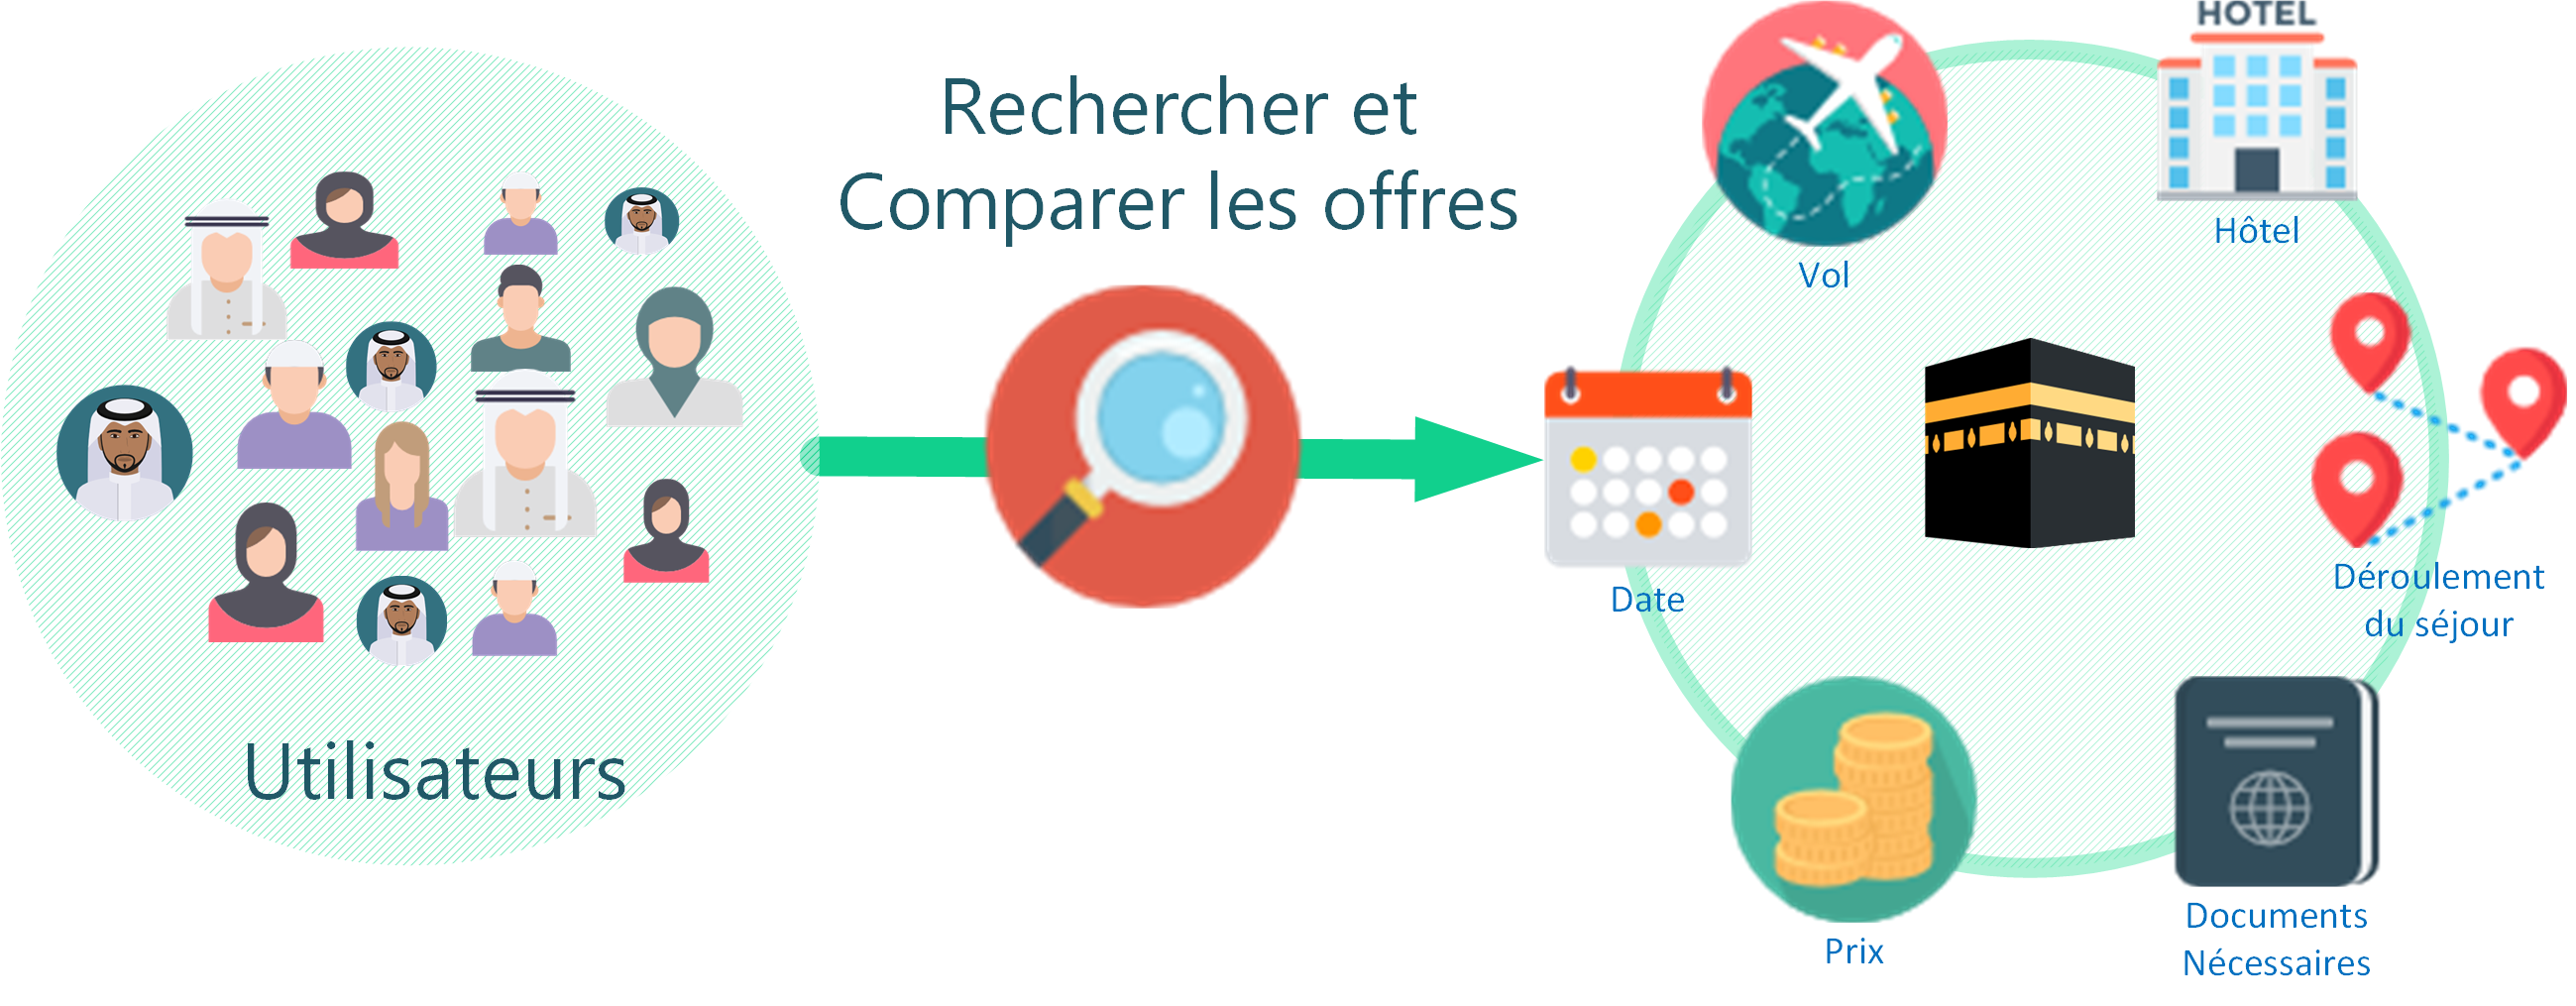 Rechercher et
Comparer les offres
Utilisateurs
Vol
HOTEL
Hôtel
Date
Déroulement
du séjour
Prix
Documents
Nécessaires